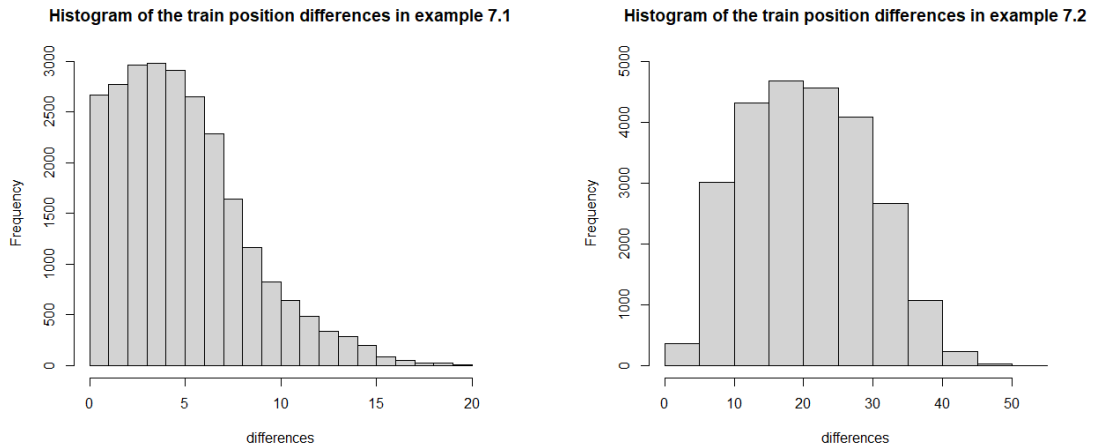 Histogram of the train position differences in example 7.1
Frequency
0 500 1000 1500 2000 2500 3000
0 5 10 15 20
differences
Histogram of the train position differences in example 7.2
Frequency
0 1000 2000 3000 4000 5000
0 10 20 30 40 50
differences